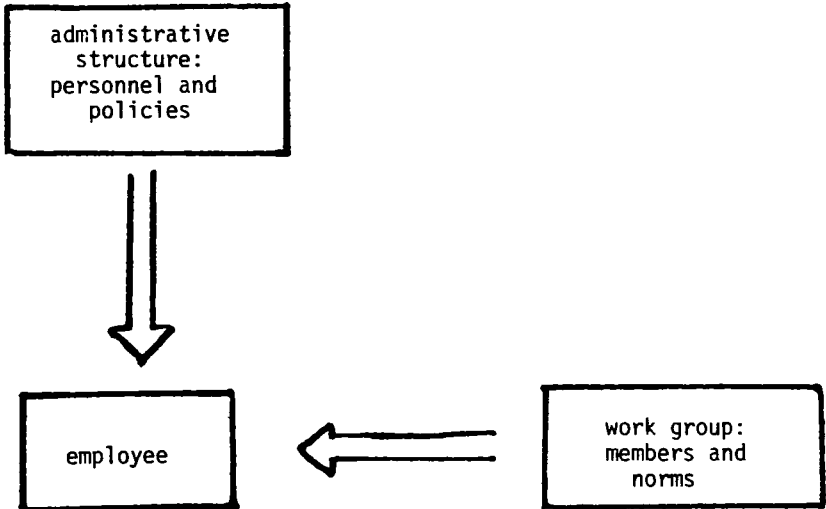 administrative
structure:
personnel and
policies
employee
work group:
members and
norms